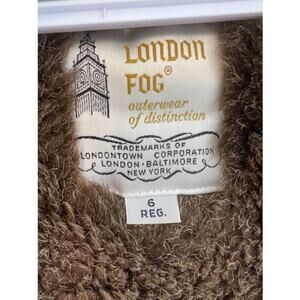 LONDON
FOG®
outerwear
of distinction
TRADEMARKS OF
LONDONTOWN CORPORATION
LONDON · BALTIMORE
NEW YORK
6
REG.